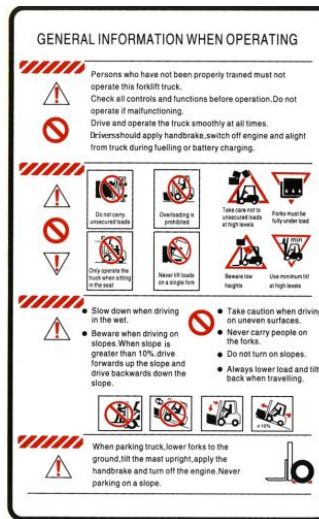 GENERAL INFORMATION WHEN OPERATING
Persons who have not been properly trained must not
operate this forklift truck.
Check all controls and functions before operation.Do not
operate if malfunctioning.
Drive and operate the truck smoothly at all times.
Driversshould apply handbrake,switch off engine and alight
from truck during fuelling or battery charging.
Do not carry
unsecured loads
Overloading is
prohibited
Take care not to
unsecured loads
at high levels
Forks must be
fully under load
Only operate the
truck when sitting
in the seat
Never lift loads
on a single fork
Beware low
heights
min
Use minimum tilt
at high levels
Slow down when driving
in the wet.
Beware when driving on
slopes.When slope is
greater than 10%.drive
forwards up the slope and
drive backwards down the
slope.
Take caution when driving
on uneven surfaces.
Never carry people on
the forks.
Do not turn on slopes.
Always lower load and tilt
back when travelling.
When parking truck,lower forks to the
ground,tilt the mast upright,apply the
handbrake and turn off the engine.Never
parking on a slope.